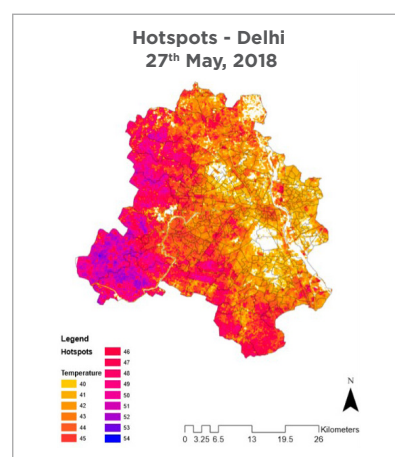 Hotspots - Delhi
27th May, 2018
Legend
Hotspots
Temperature
40
41
42
43
44
45
46
47
48
49
50
51
52
53
54
N
Kilometers
0 3.25 6.5 13 19.5 26